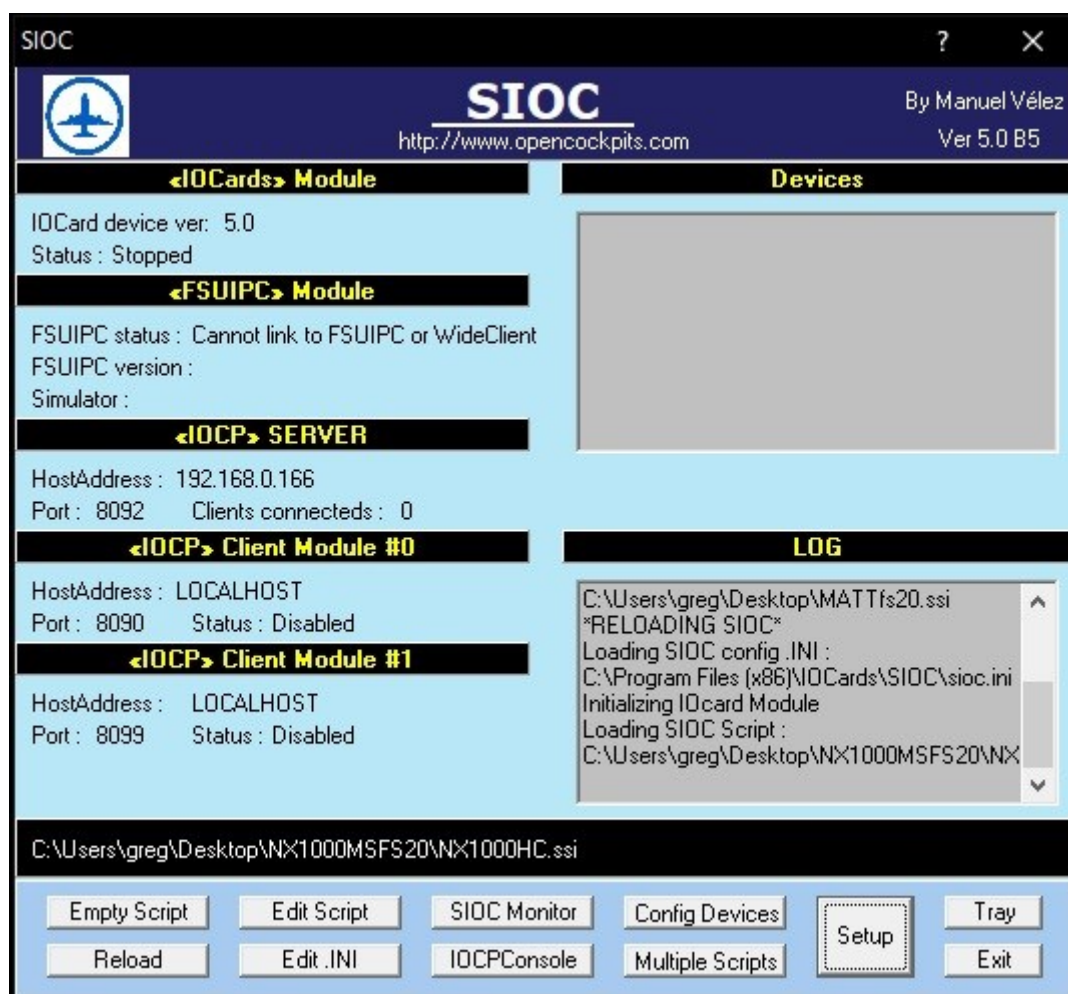 SIOC ? ×
SIOC
http://www.opencockpits.com
By Manuel Vélez
Ver 5.0 B5
«IOCards» Module
IOCard device ver: 5.0
Status : Stopped
«FSUIPC» Module
FSUIPC status : Cannot link to FSUIPC or WideClient
FSUIPC version :
Simulator :
«IOCP» SERVER
HostAddress : 192.168.0.166
Port : 8092 Clients connecteds : 0
«IOCP» Client Module #0
HostAddress : LOCALHOST
Port : 8090 Status : Disabled
«IOCP» Client Module #1
HostAddress : LOCALHOST
Port : 8099 Status : Disabled
Devices
LOG
C:\Users\greg\Desktop\MATTfs20.ssi
*RELOADING SIOC*
Loading SIOC config .INI :
C:\Program Files (x86)\IOCards\SIOC\sioc.ini
Initializing IOcard Module
Loading SIOC Script :
C:\Users\greg\Desktop\NX1000MSFS20\NX
C:\Users\greg\Desktop\NX1000MSFS20\NX1000HC.ssi
Empty Script Edit Script SIOC Monitor Config Devices Setup Tray
Reload Edit .INI IOCPConsole Multiple Scripts Exit